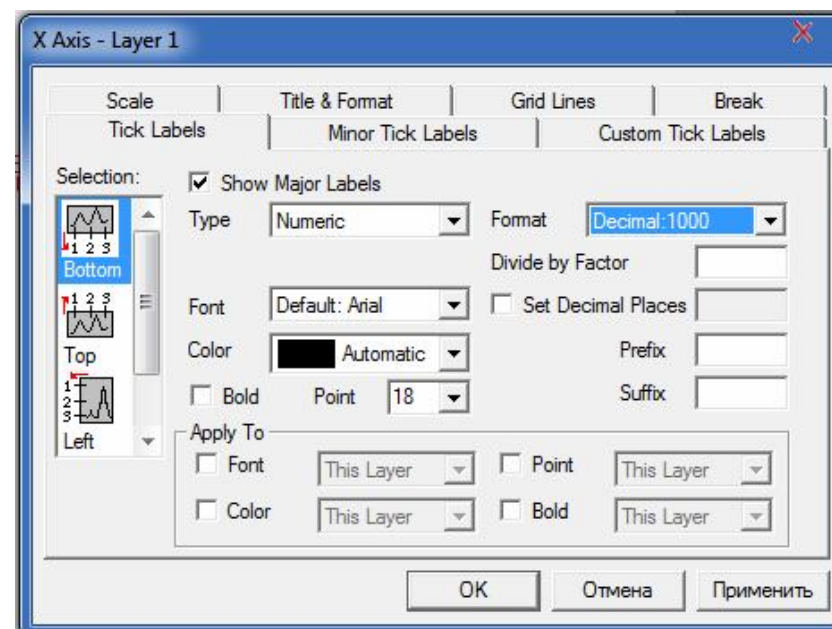 X Axis - Layer 1
Scale Title & Format Grid Lines Break
Tick Labels Minor Tick Labels Custom Tick Labels
Selection:
1 2 3
Bottom
1 2 3
Top
1
2
3
Left
Show Major Labels
Type Numeric Format Decimal:1000
Divide by Factor
Font Default: Arial Set Decimal Places
Color Automatic Prefix
Bold Point 18 Suffix
Apply To
Font This Layer Point This Layer
Color This Layer Bold This Layer
OK Отмена Применить